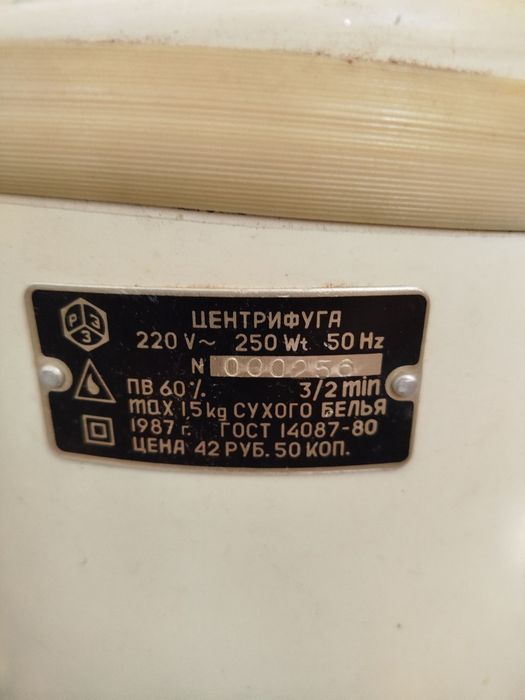 ЦЕНТРИФУГА
220 V~ 250 Wt 50 Hz
N 000256
ПВ 60% 3/2 min
max 1,5 kg СУХОГО БЕЛЬЯ
1987 г. ГОСТ 14087-80
ЦЕНА 42 РУБ. 50 КОП.